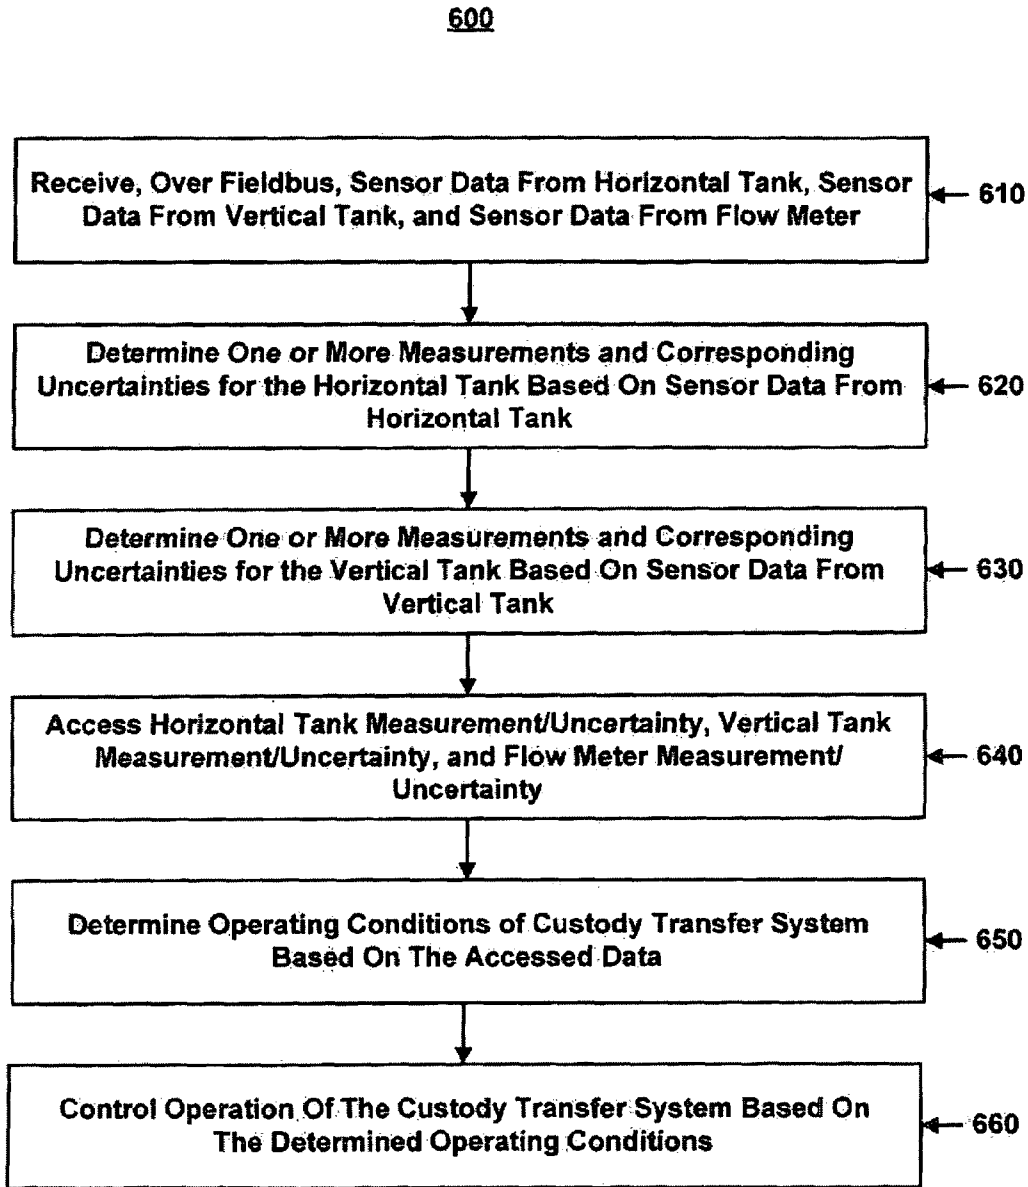 600
Receive, Over Fieldbus, Sensor Data From Horizontal Tank, Sensor
Data From Vertical Tank, and Sensor Data From Flow Meter
610
Determine One or More Measurements and Corresponding
Uncertainties for the Horizontal Tank Based On Sensor Data From
Horizontal Tank
620
Determine One or More Measurements and Corresponding
Uncertainties for the Vertical Tank Based On Sensor Data From
Vertical Tank
630
Access Horizontal Tank Measurement/Uncertainty, Vertical Tank
Measurement/Uncertainty, and Flow Meter Measurement/
Uncertainty
640
Determine Operating Conditions of Custody Transfer System
Based On The Accessed Data
650
Control Operation Of The Custody Transfer System Based On
The Determined Operating Conditions
660